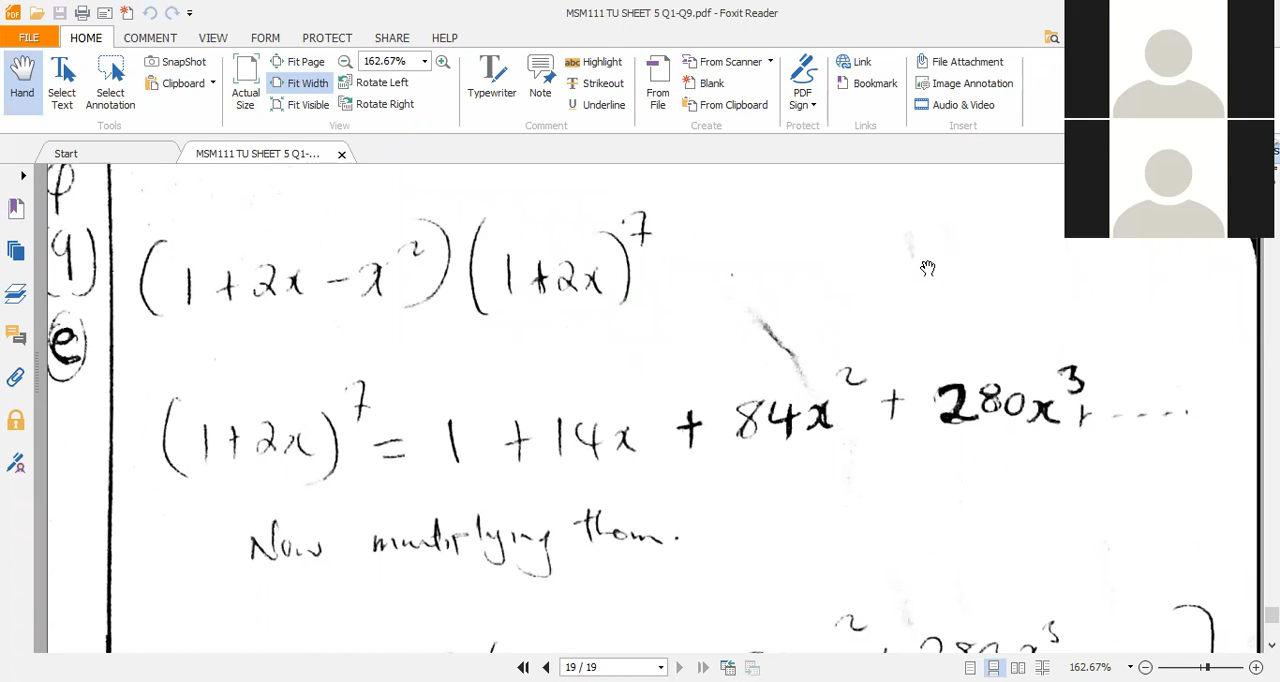 MSM111 TU SHEET 5 Q1-Q9.pdf - Foxit Reader
FILE HOME COMMENT VIEW FORM PROTECT SHARE HELP
Hand
Select Text
Select Annotation
SnapShot
Clipboard
Tools
Actual Size
Fit Page
Fit Width
Fit Visible
162.67%
Rotate Left
Rotate Right
View
Typewriter
Note
Highlight
Strikeout
Underline
Comment
From File
From Scanner
Blank
From Clipboard
Create
PDF Sign
Protect
Link
Bookmark
Links
File Attachment
Image Annotation
Audio & Video
Insert
Start
MSM111 TU SHEET 5 Q1-...
9) (1+2x-x²)(1+2x)⁷
e
(1+2x)⁷ = 1 + 14x + 84x² + 280x³+ .....
Now multiplying them.
² + 280x³ ]
19 / 19
162.67%